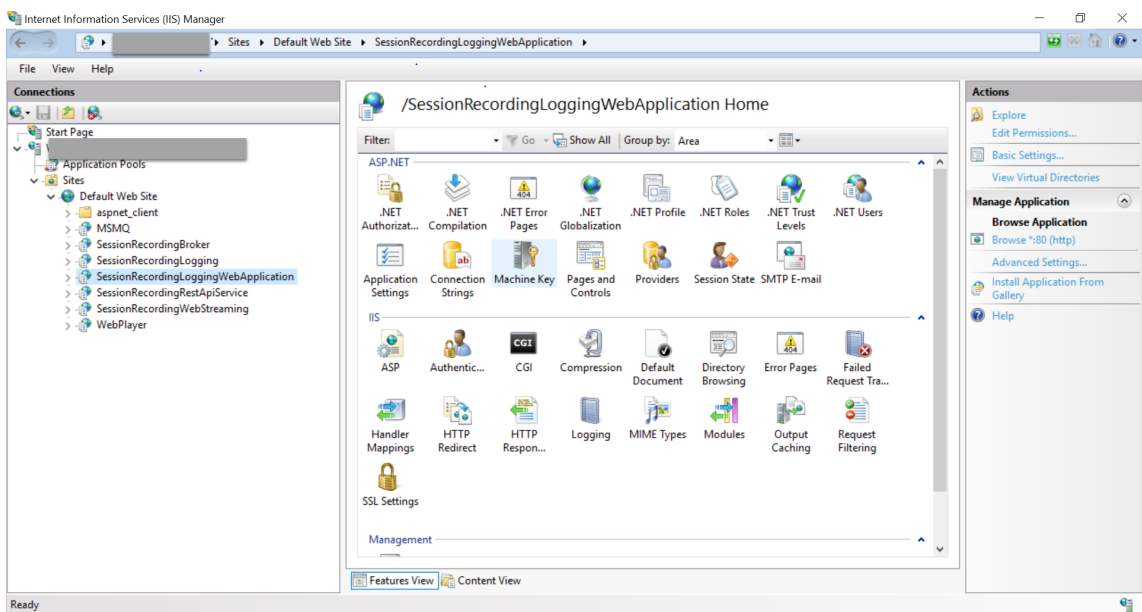 Internet Information Services (IIS) Manager
Sites Default Web Site SessionRecordingLoggingWebApplication
File View Help
Connections
Start Page
Application Pools
Sites
Default Web Site
aspnet_client
MSMQ
SessionRecordingBroker
SessionRecordingLogging
SessionRecordingLoggingWebApplication
SessionRecordingRestApiService
SessionRecordingWebStreaming
WebPlayer
/SessionRecordingLoggingWebApplication Home
Filter: Go Show All Group by: Area
ASP.NET
.NET Authorizat...
.NET Compilation
.NET Error Pages
.NET Globalization
.NET Profile
.NET Roles
.NET Trust Levels
.NET Users
Application Settings
Connection Strings
Machine Key
Pages and Controls
Providers
Session State
SMTP E-mail
IIS
ASP
Authentic...
CGI
Compression
Default Document
Directory Browsing
Error Pages
Failed Request Tra...
Handler Mappings
HTTP Redirect
HTTP Respon...
Logging
MIME Types
Modules
Output Caching
Request Filtering
SSL Settings
Management
Features View Content View
Actions
Explore
Edit Permissions...
Basic Settings...
View Virtual Directories
Manage Application
Browse Application
Browse *:80 (http)
Advanced Settings...
Install Application From
Gallery
Help
Ready